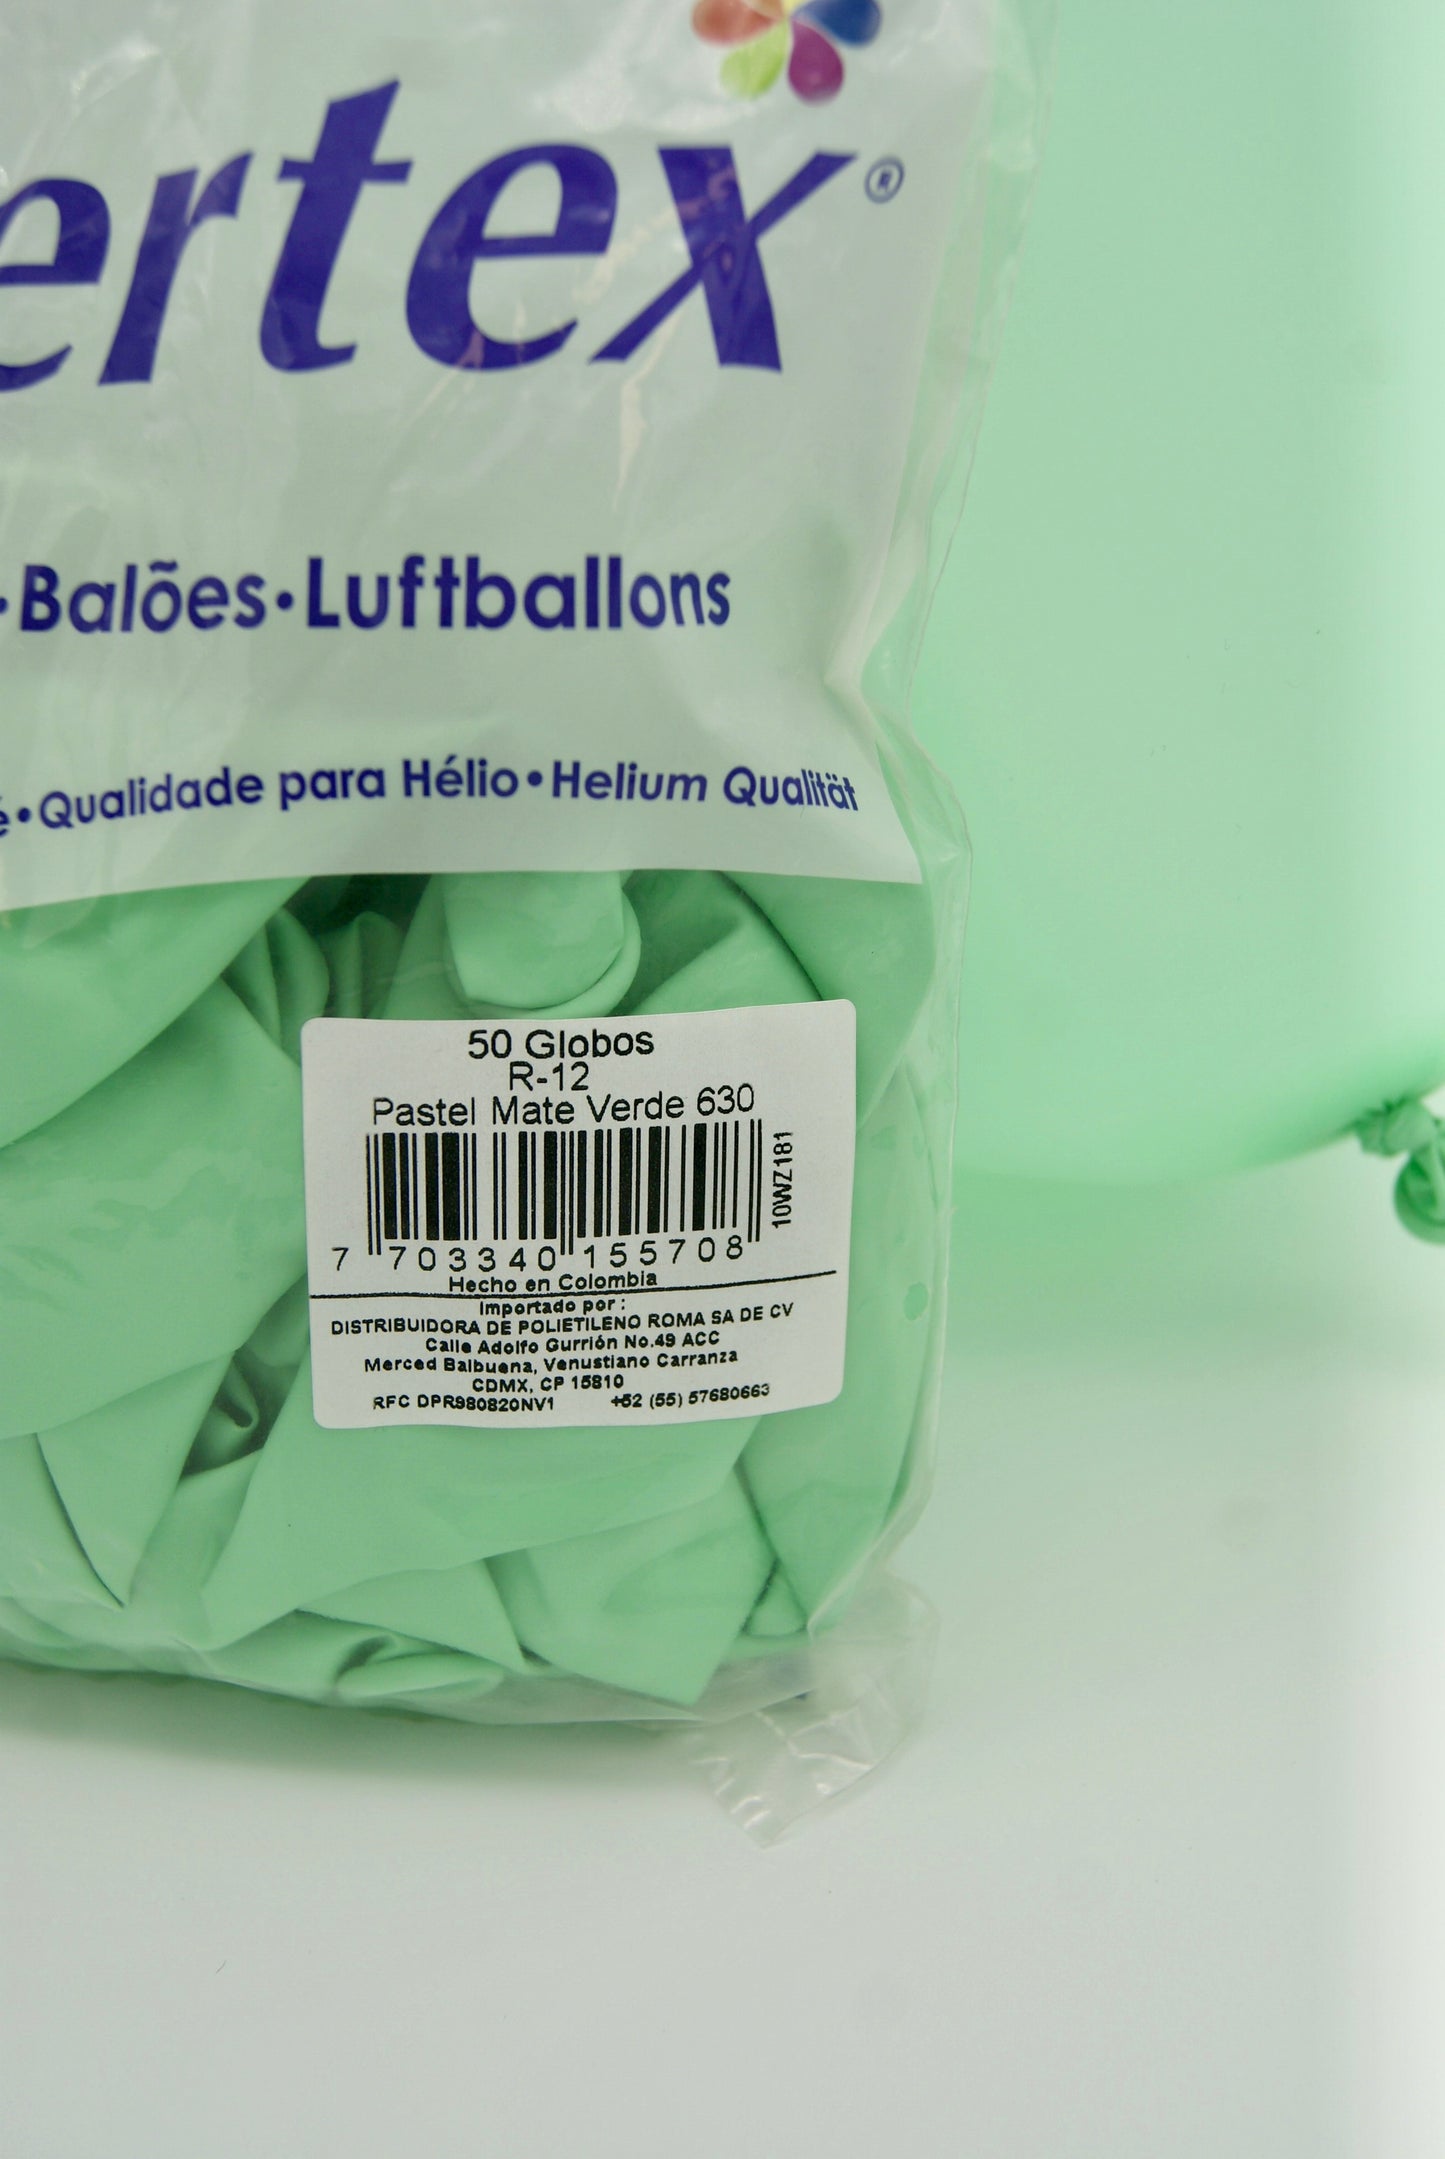 ertex®
•Balões•Luftballons
é•Qualidade para Hélio•Helium Qualität
50 Globos
R-12
Pastel Mate Verde 630
10WZ181
7 703340 155708
Hecho en Colombia
Importado por :
DISTRIBUIDORA DE POLIETILENO ROMA SA DE CV
Calle Adolfo Gurrión No.49 ACC
Merced Balbuena, Venustiano Carranza
CDMX, CP 15810
RFC DPR980820NV1 +52 (55) 57680663